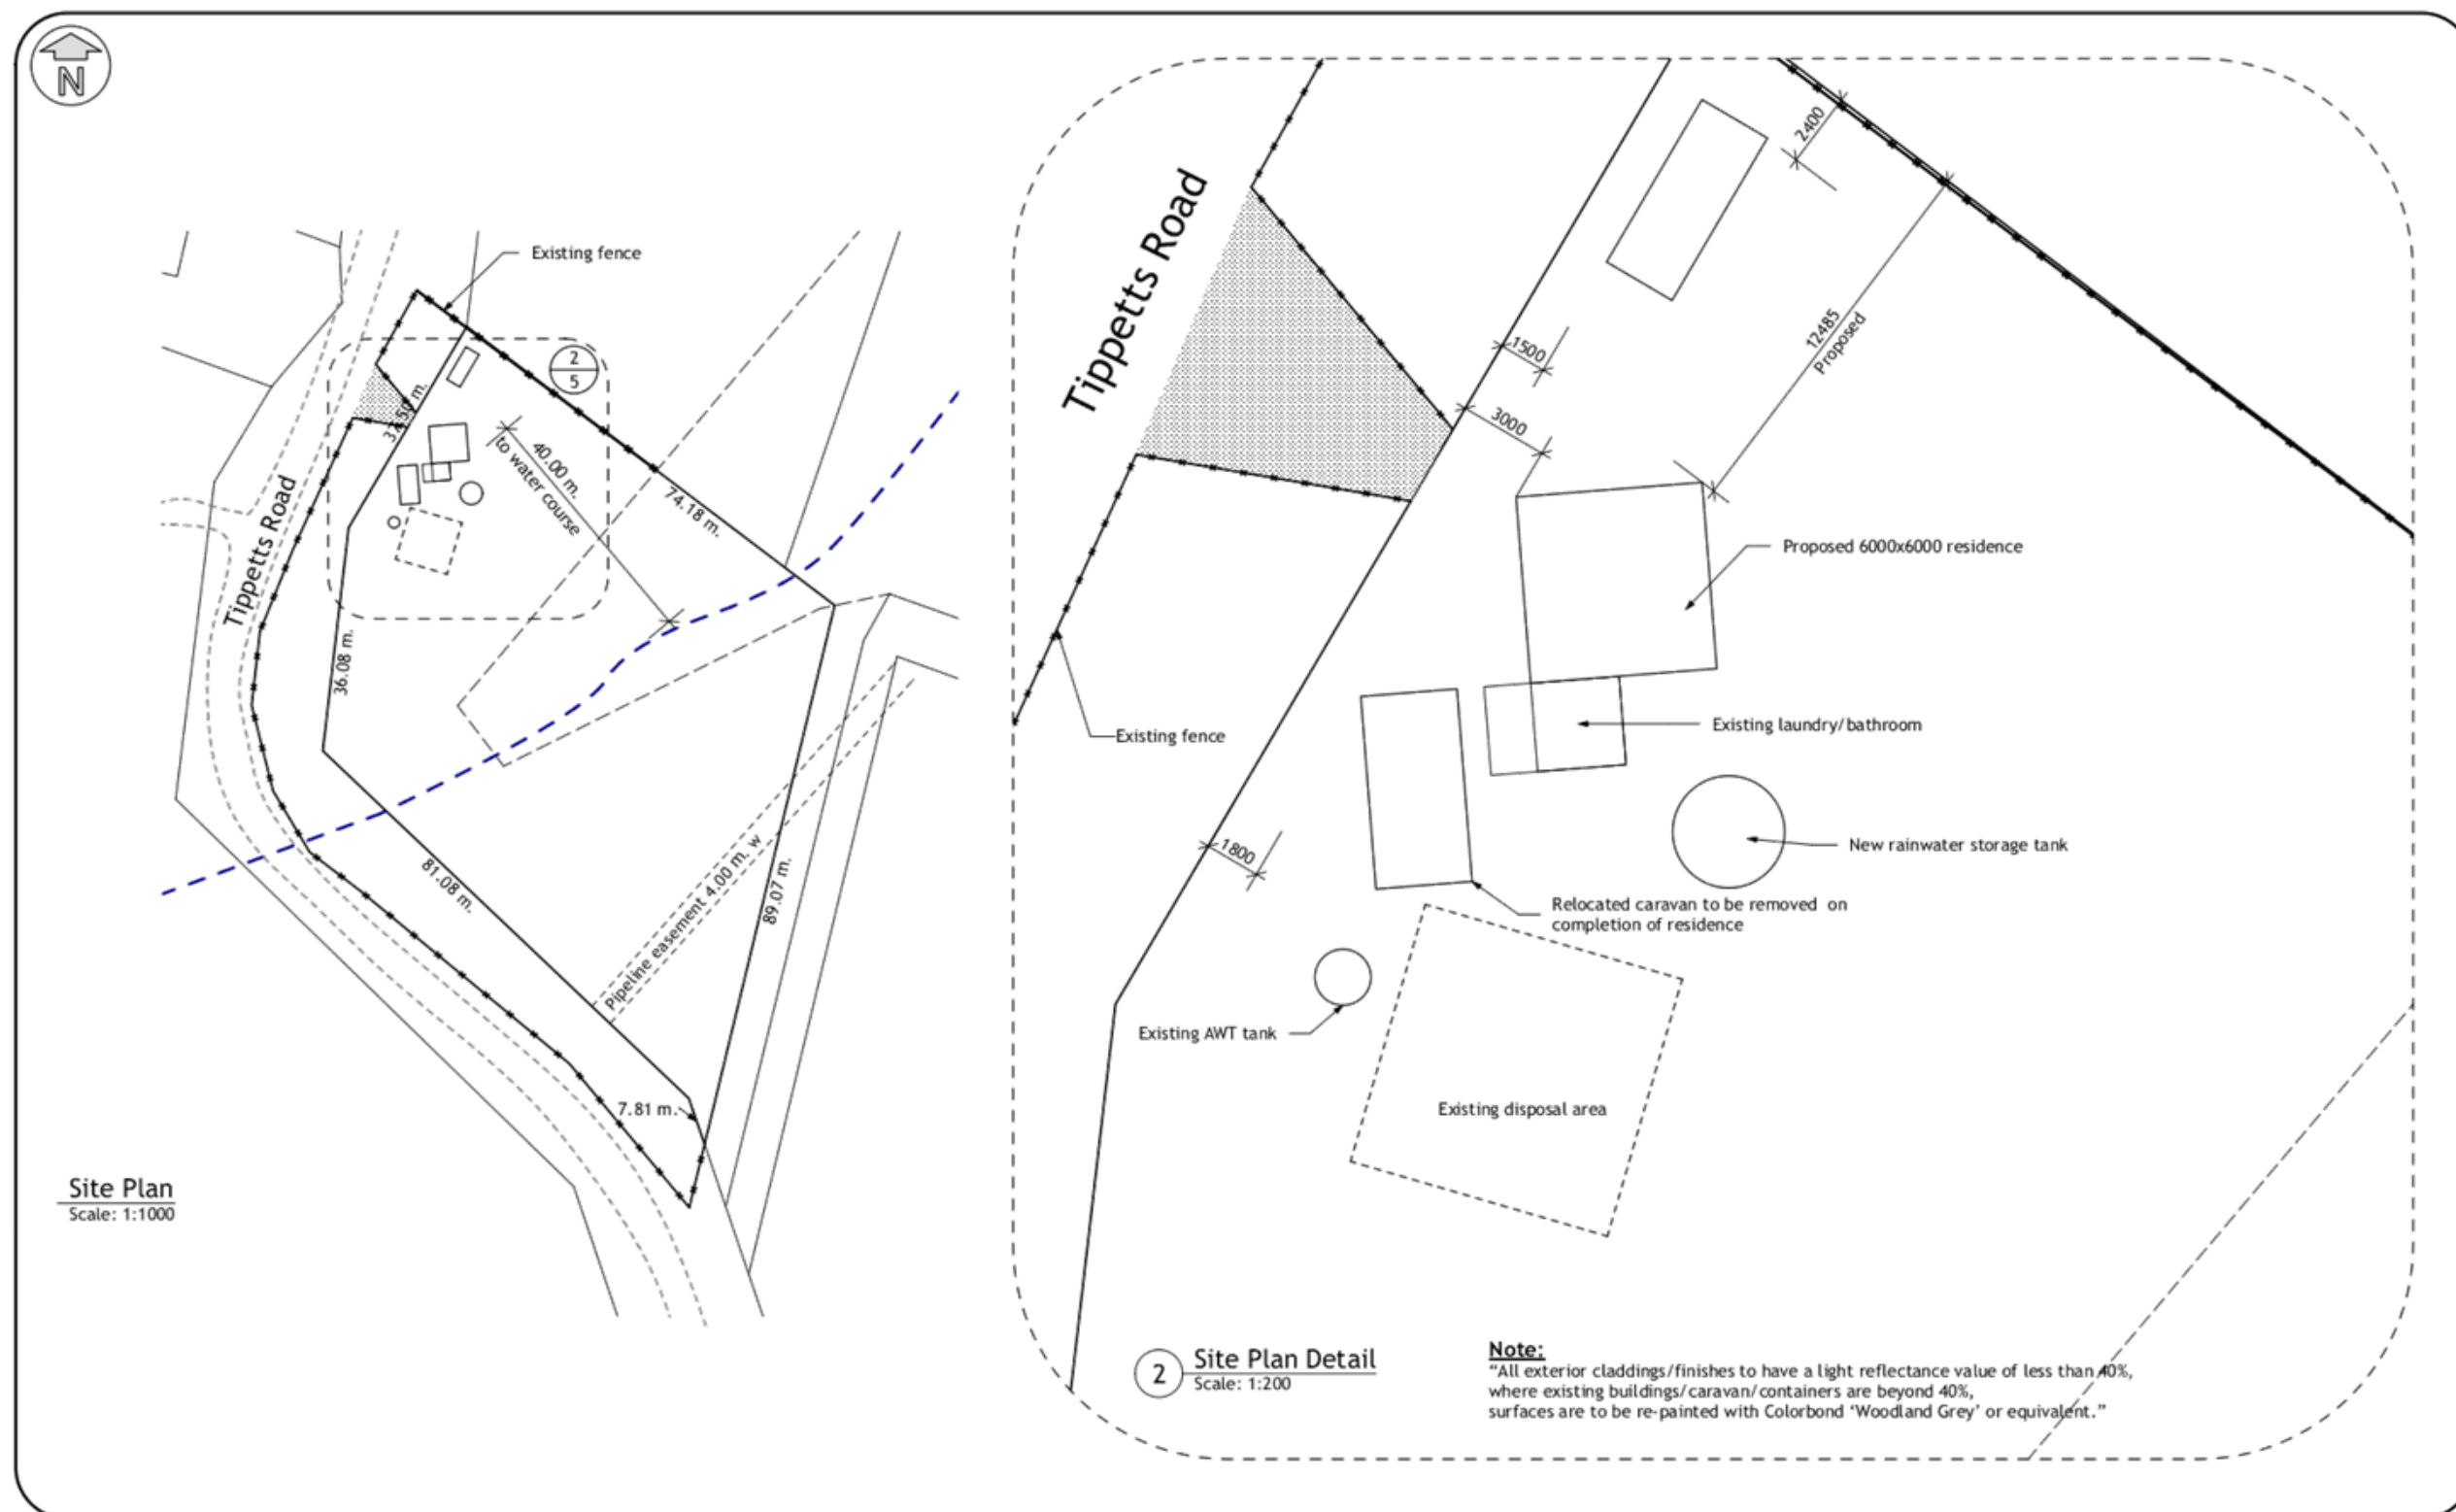 N
Existing fence
2
5
37.50 m.
40.00 m.
to water course
74.18 m.
Tippetts Road
36.08 m.
81.08 m.
Pipeline easement 4.00 m. w
89.07 m.
7.81 m.
Site Plan
Scale: 1:1000
Tippetts Road
2400
1500
12485
Proposed
3000
Proposed 6000x6000 residence
Existing laundry/bathroom
Existing fence
1800
New rainwater storage tank
Relocated caravan to be removed on
completion of residence
Existing AWT tank
Existing disposal area
2
Site Plan Detail
Scale: 1:200
Note:
“All exterior claddings/finishes to have a light reflectance value of less than 40%,
where existing buildings/caravan/containers are beyond 40%,
surfaces are to be re-painted with Colorbond ‘Woodland Grey’ or equivalent.”